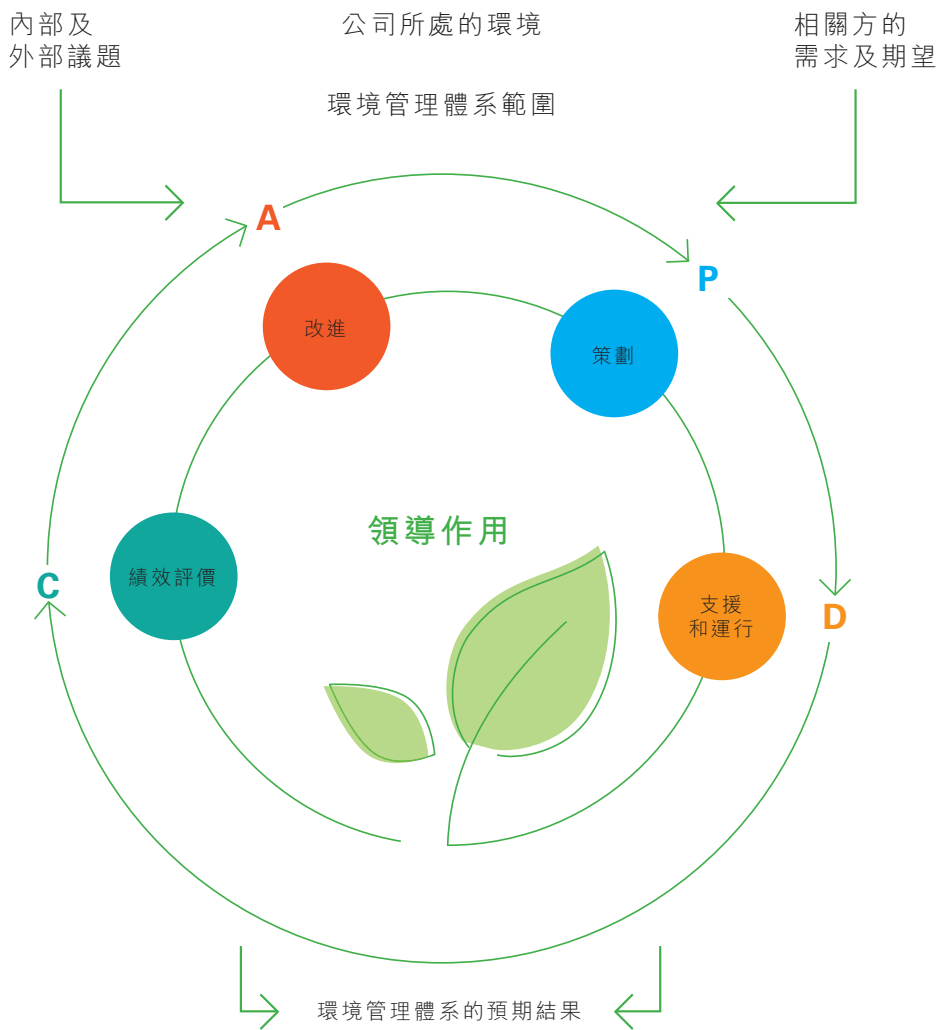 內部及
外部議題
公司所處的環境
相關方的
需求及期望
環境管理體系範圍
A
P
改進
策劃
領導作用
績效評價
C
支援
和運行
D
環境管理體系的預期結果